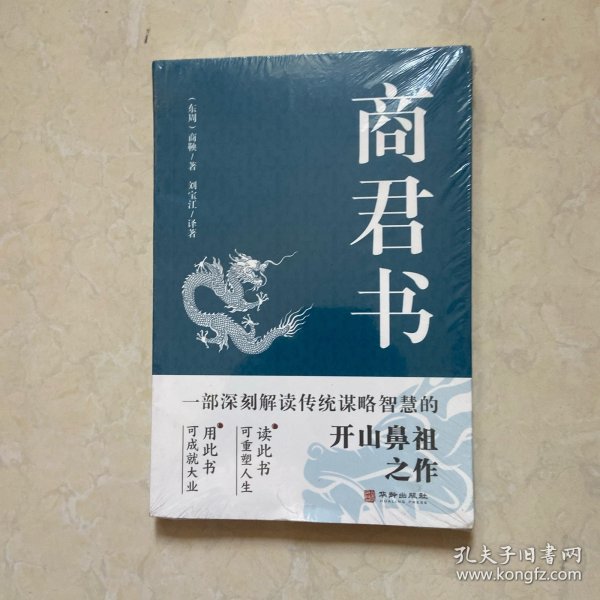 商君书
（东周）商鞅/著 刘宝江/译著
一部深刻解读传统谋略智慧的
开山鼻祖
之作
读此书
可重塑人生
用此书
可成就大业
华龄出版社
HUALING PRESS
孔夫子旧书网
www.kongfz.com